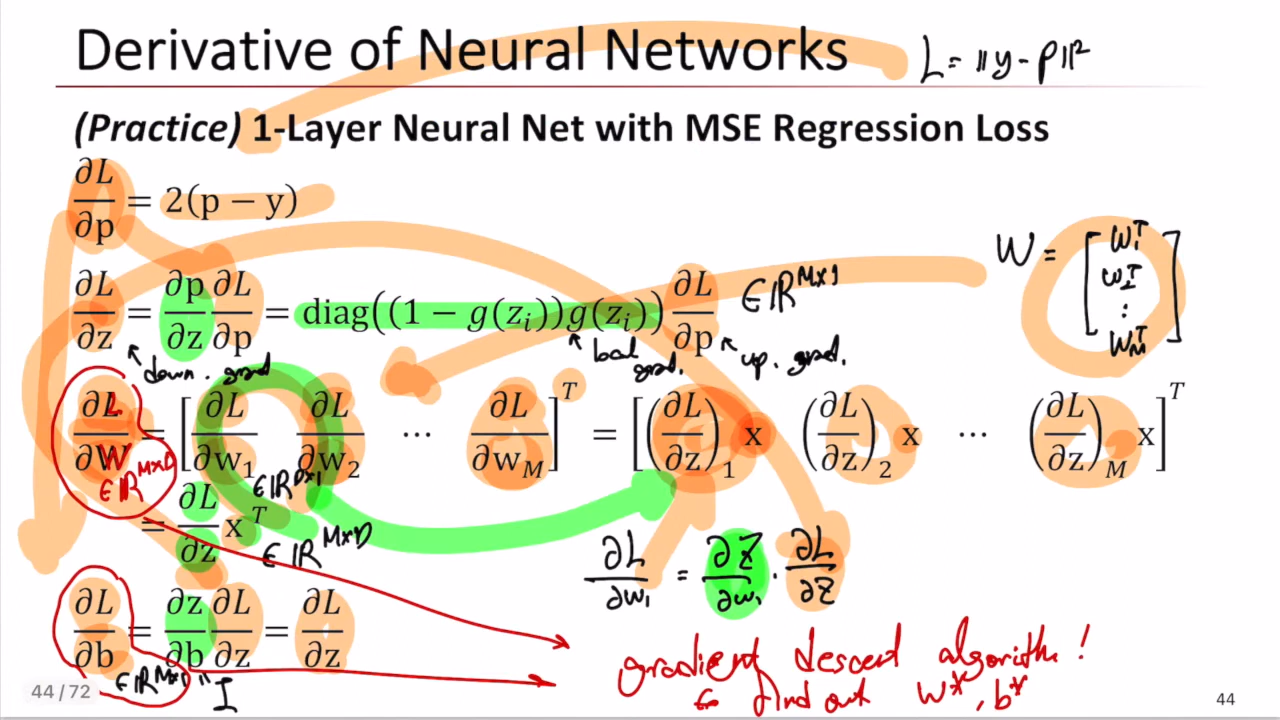 Derivative of Neural Networks
L = ||y - p||²
(Practice) 1-Layer Neural Net with MSE Regression Loss
∂L/∂p = 2(p − y)
W = [w₁ᵀ w₂ᵀ ⋮ w_Mᵀ]
∂L/∂z = ∂p/∂z ∂L/∂p = diag((1 − g(zᵢ))g(zᵢ)) ∂L/∂p ∈ ℝ^{M×1}
down. grad local grad. up. grad.
∂L/∂W = [∂L/∂w₁ ∂L/∂w₂ ⋯ ∂L/∂w_M]ᵀ = [(∂L/∂z)₁ x (∂L/∂z)₂ x ⋯ (∂L/∂z)_M x]ᵀ
∈ ℝ^{M×D} ∈ ℝ^{D×1}
= ∂L/∂z xᵀ ∈ ℝ^{M×D}
∂L/∂w₁ = ∂z/∂w₁ · ∂L/∂z
∂L/∂b = ∂z/∂b ∂L/∂z = ∂L/∂z
∈ ℝ^{M×1} " I
gradient descent algorithm!
find out W*, b*
44 / 72
44